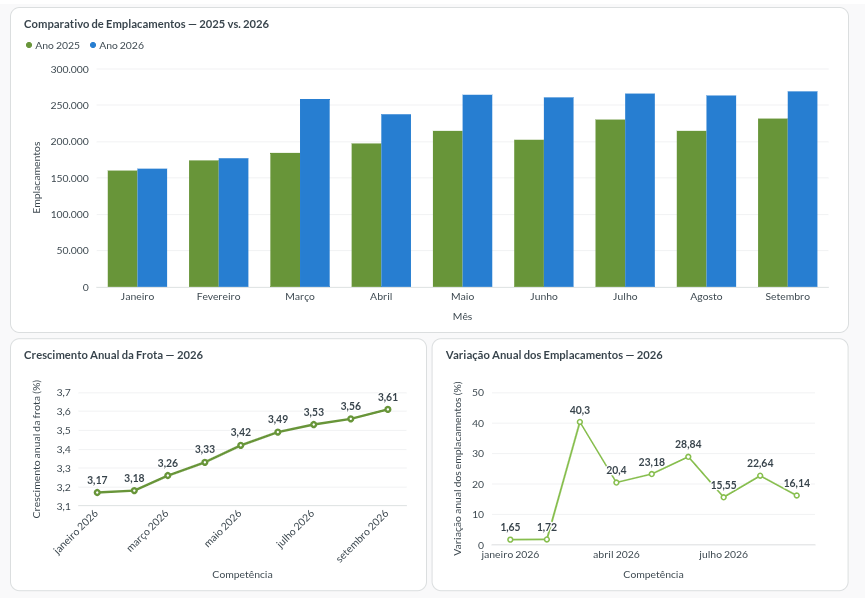 Comparativo de Emplacamentos — 2025 vs. 2026
Ano 2025 Ano 2026
300.000
250.000
200.000
150.000
100.000
50.000
0
Emplacamentos
Janeiro Fevereiro Março Abril Maio Junho Julho Agosto Setembro
Mês
Crescimento Anual da Frota — 2026
Crescimento anual da frota (%)
3,7
3,6
3,5
3,4
3,3
3,2
3,1
3,17 3,18 3,26 3,33 3,42 3,49 3,53 3,56 3,61
janeiro 2026 março 2026 maio 2026 julho 2026 setembro 2026
Competência
Variação Anual dos Emplacamentos — 2026
Variação anual dos emplacamentos (%)
50
40
30
20
10
0
1,65 1,72 40,3 20,4 23,18 28,84 15,55 22,64 16,14
janeiro 2026 abril 2026 julho 2026
Competência